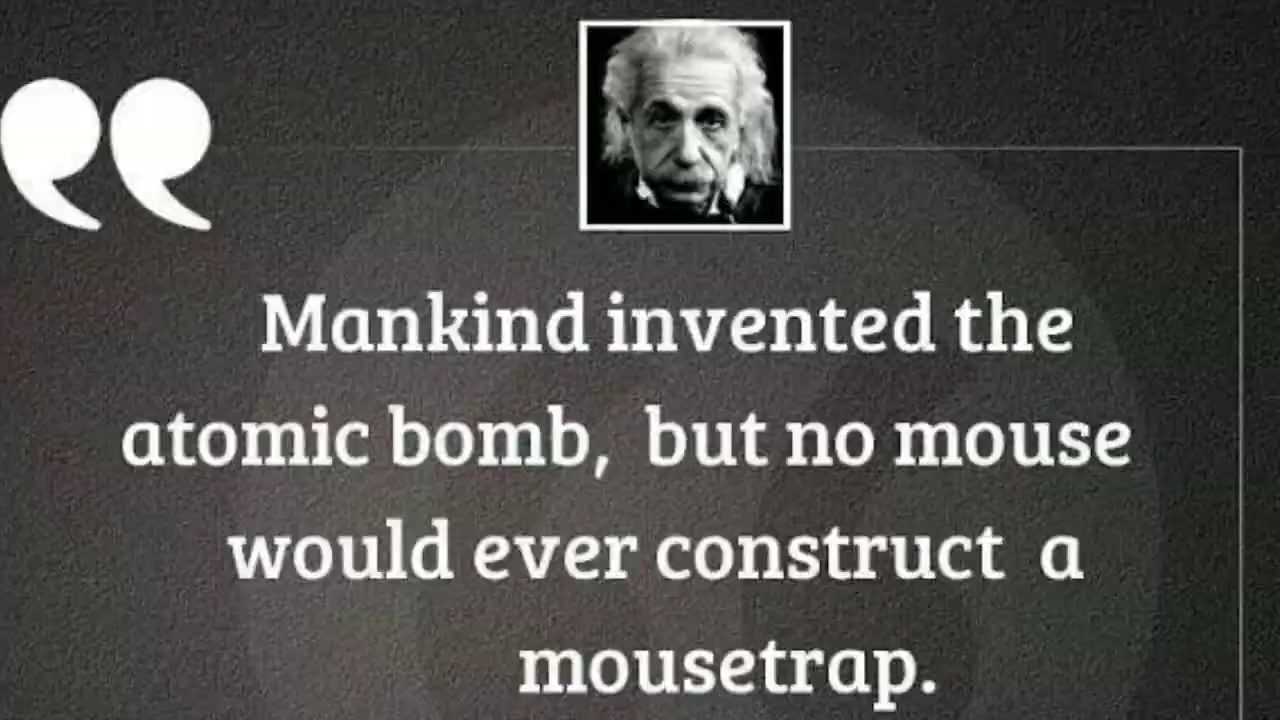 Mankind invented the
atomic bomb, but no mouse
would ever construct a
mousetrap.